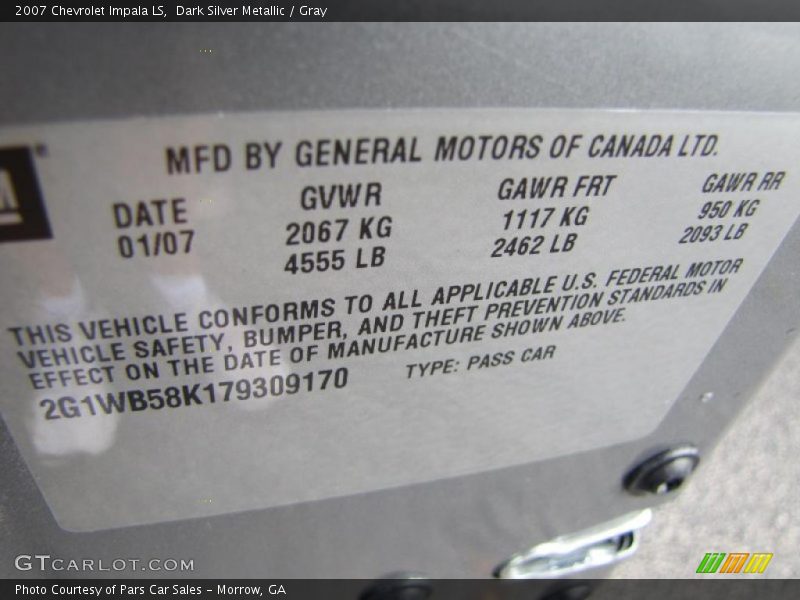 2007 Chevrolet Impala LS,  Dark Silver Metallic / Gray
MFD BY GENERAL MOTORS OF CANADA LTD.
DATE GVWR GAWR FRT GAWR RR
01/07 2067 KG 1117 KG 950 KG
4555 LB 2462 LB 2093 LB
THIS VEHICLE CONFORMS TO ALL APPLICABLE U.S. FEDERAL MOTOR
VEHICLE SAFETY, BUMPER, AND THEFT PREVENTION STANDARDS IN
EFFECT ON THE DATE OF MANUFACTURE SHOWN ABOVE.
2G1WB58K179309170 TYPE: PASS CAR
GTCARLOT.COM
Photo Courtesy of Pars Car Sales - Morrow, GA